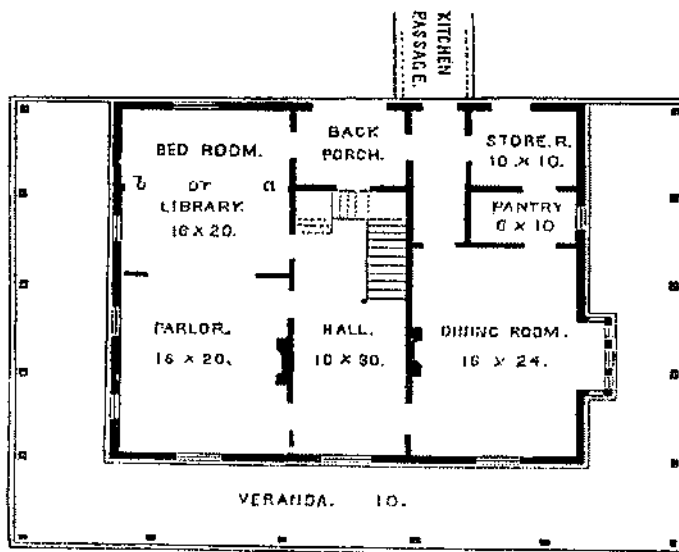 KITCHEN
PASSAGE.
BACK
PORCH.
BED ROOM.
b or a
LIBRARY.
16 X 20.
STORE. R.
10 X 10.
PANTRY
6 X 10
PARLOR.
16 X 20.
HALL.
10 X 30.
DINING ROOM.
16 X 24.
VERANDA. 10.